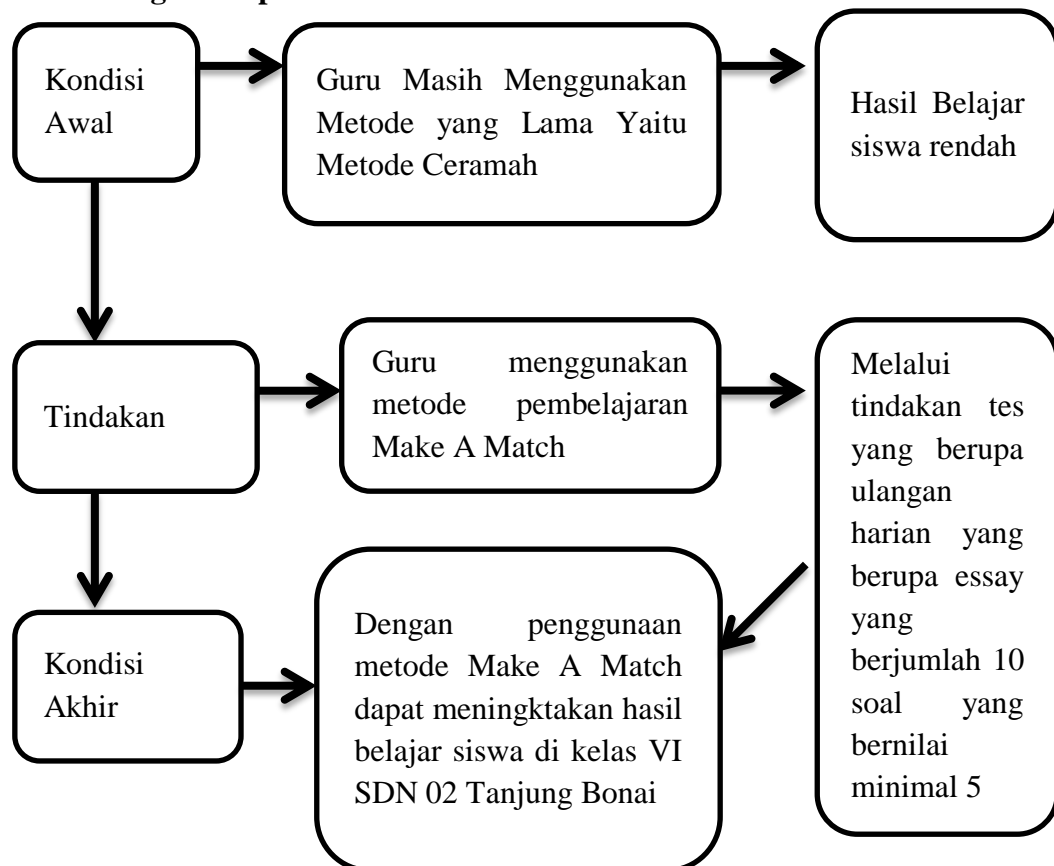 Kondisi
Awal
Guru Masih Menggunakan
Metode yang Lama Yaitu
Metode Ceramah
Hasil Belajar
siswa rendah
Tindakan
Guru menggunakan
metode pembelajaran
Make A Match
Melalui
tindakan tes
yang berupa
ulangan
harian yang
berupa essay
yang
berjumlah 10
soal yang
bernilai
minimal 5
Kondisi
Akhir
Dengan penggunaan
metode Make A Match
dapat meningktakan hasil
belajar siswa di kelas VI
SDN 02 Tanjung Bonai